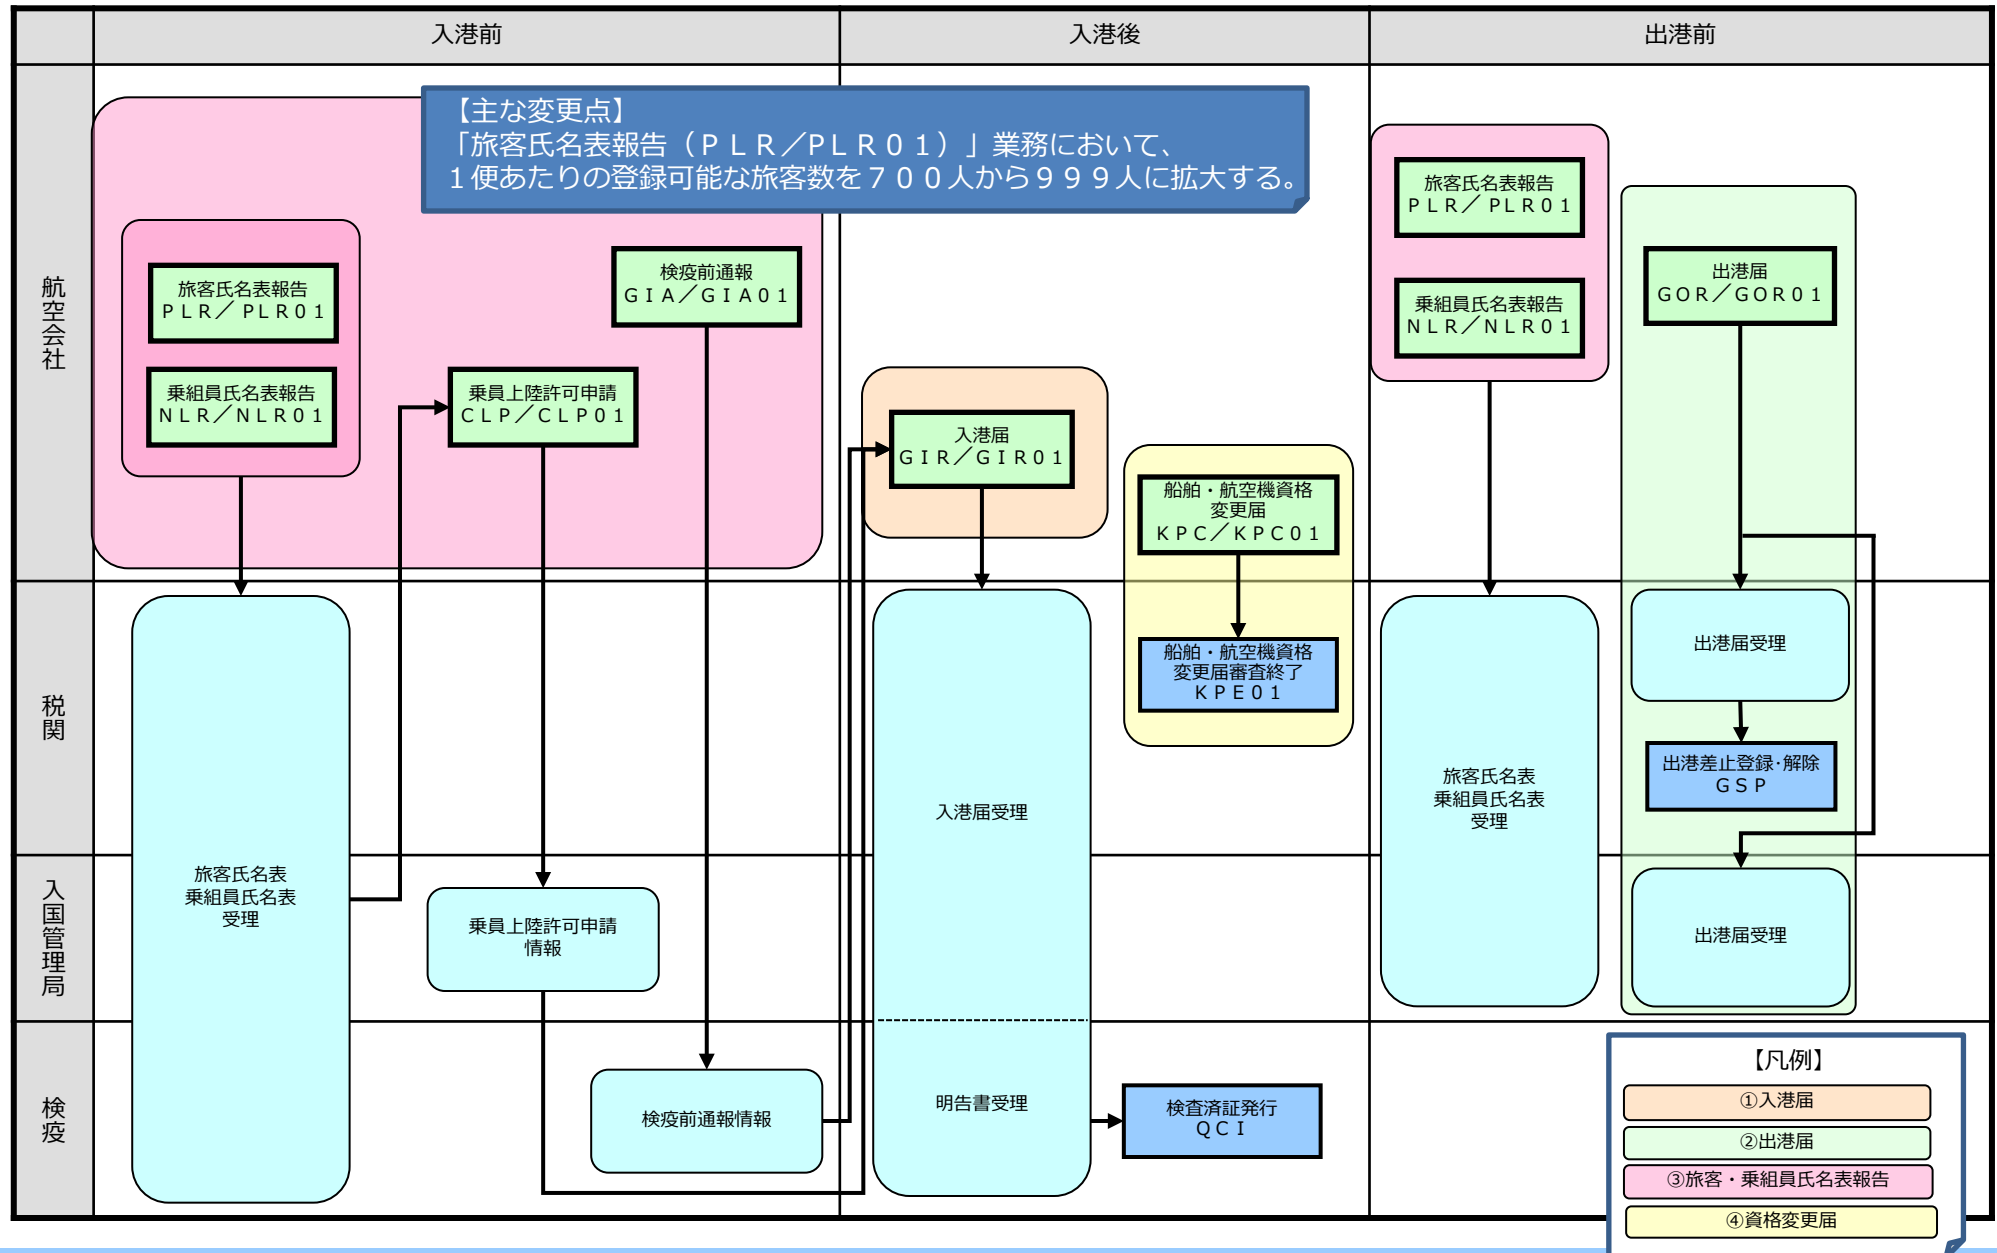 入港前
入港後
出港前
航空会社
税関
入国管理局
検疫
【主な変更点】
「旅客氏名表報告（ＰＬＲ／PＬＲ０１）」業務において、
１便あたりの登録可能な旅客数を７００人から９９９人に拡大する。
旅客氏名表報告
ＰＬＲ／ＰＬＲ０１
乗組員氏名表報告
ＮＬＲ／ＮＬＲ０１
検疫前通報
ＧＩＡ／ＧＩＡ０１
乗員上陸許可申請
ＣＬＰ／ＣＬＰ０１
旅客氏名表
乗組員氏名表
受理
乗員上陸許可申請
情報
検疫前通報情報
入港届
ＧＩＲ／ＧＩＲ０１
船舶・航空機資格
変更届
ＫＰＣ／ＫＰＣ０１
船舶・航空機資格
変更届審査終了
ＫＰＥ０１
入港届受理
明告書受理
検査済証発行
ＱＣＩ
旅客氏名表報告
ＰＬＲ／ＰＬＲ０１
乗組員氏名表報告
ＮＬＲ／ＮＬＲ０１
出港届
ＧＯＲ／ＧＯＲ０１
旅客氏名表
乗組員氏名表
受理
出港届受理
出港差止登録･解除
ＧＳＰ
出港届受理
【凡例】
①入港届
②出港届
③旅客・乗組員氏名表報告
④資格変更届